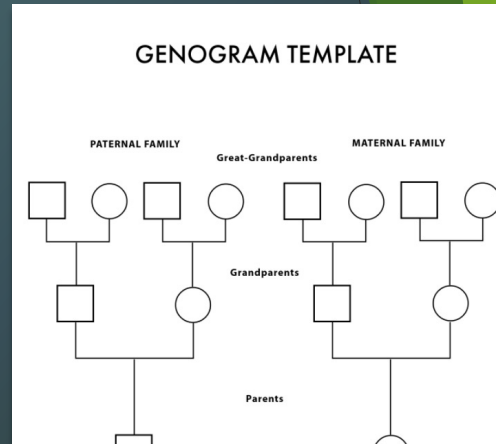 GENOGRAM TEMPLATE
PATERNAL FAMILY
MATERNAL FAMILY
Great-Grandparents
Grandparents
Parents